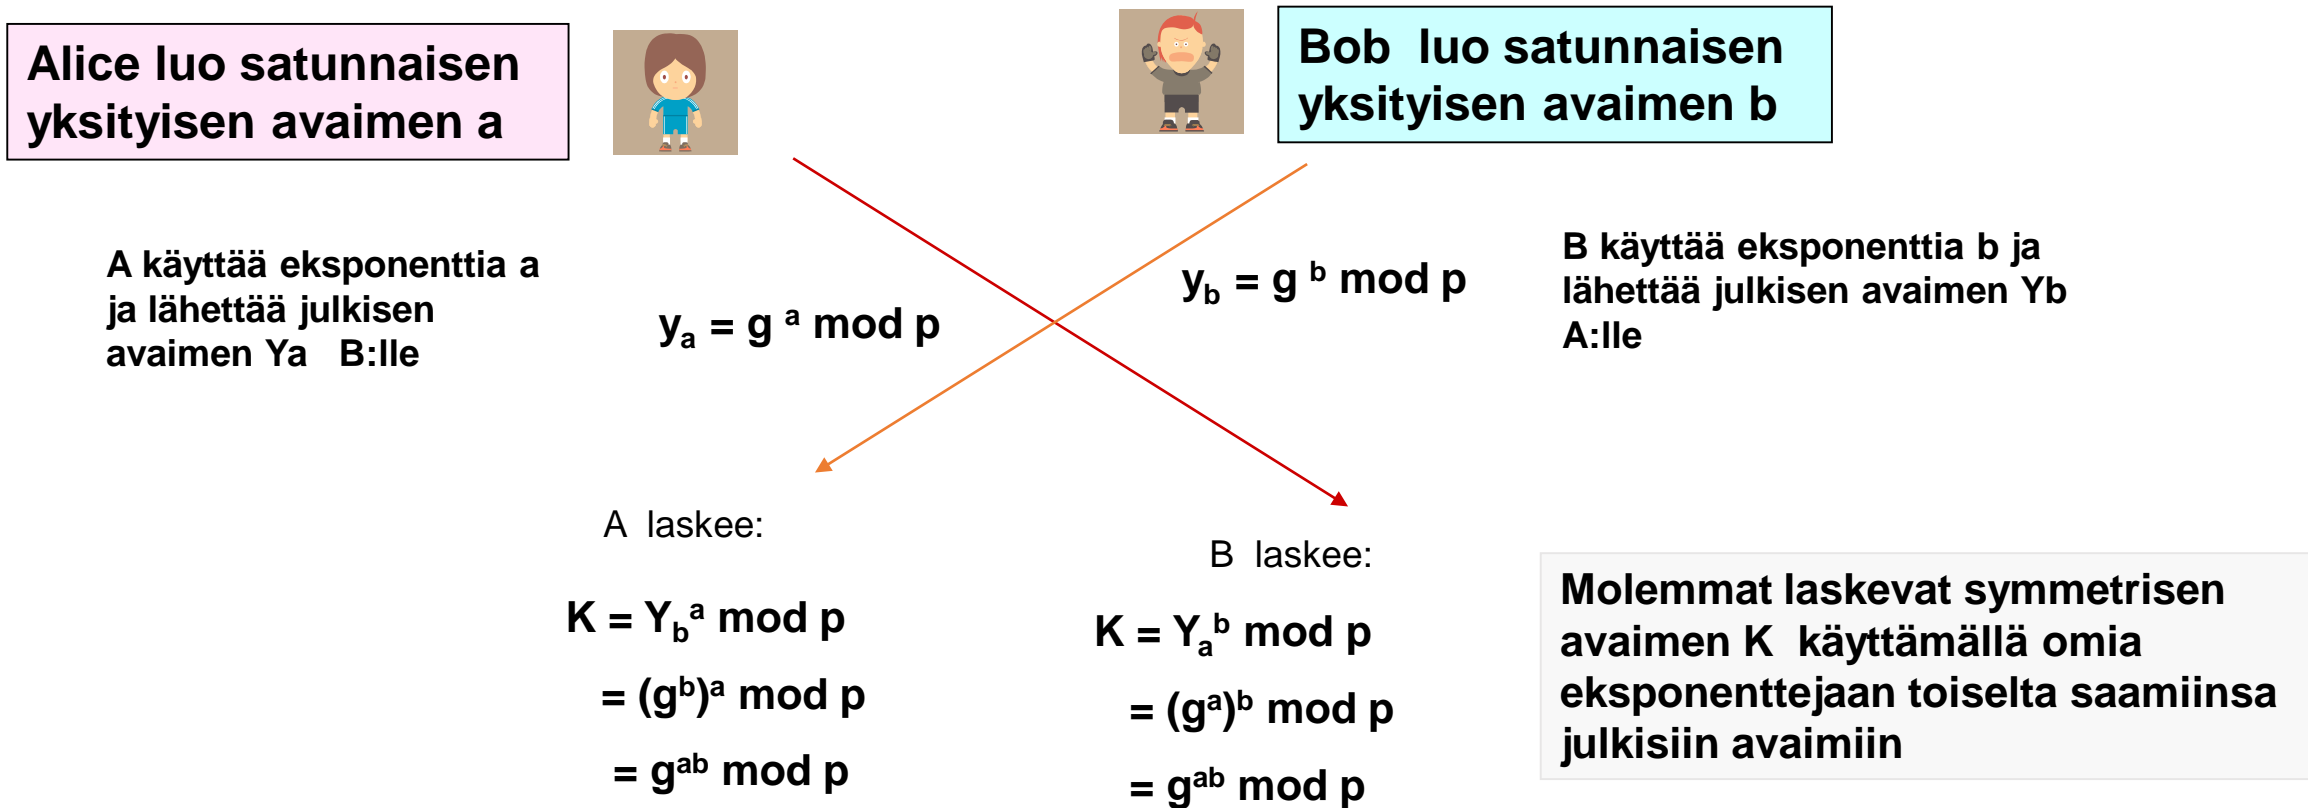 Alice luo satunnaisen
yksityisen avaimen a
Bob luo satunnaisen
yksityisen avaimen b
A käyttää eksponenttia a
ja lähettää julkisen
avaimen Ya B:lle
yₐ = g ᵃ mod p
y_b = g ᵇ mod p
B käyttää eksponenttia b ja
lähettää julkisen avaimen Yb
A:lle
A laskee:
K = Y_bᵃ mod p
= (gᵇ)ᵃ mod p
= gᵃᵇ mod p
B laskee:
K = Yₐᵇ mod p
= (gᵃ)ᵇ mod p
= gᵃᵇ mod p
Molemmat laskevat symmetrisen
avaimen K käyttämällä omia
eksponenttejaan toiselta saamiinsa
julkisiin avaimiin